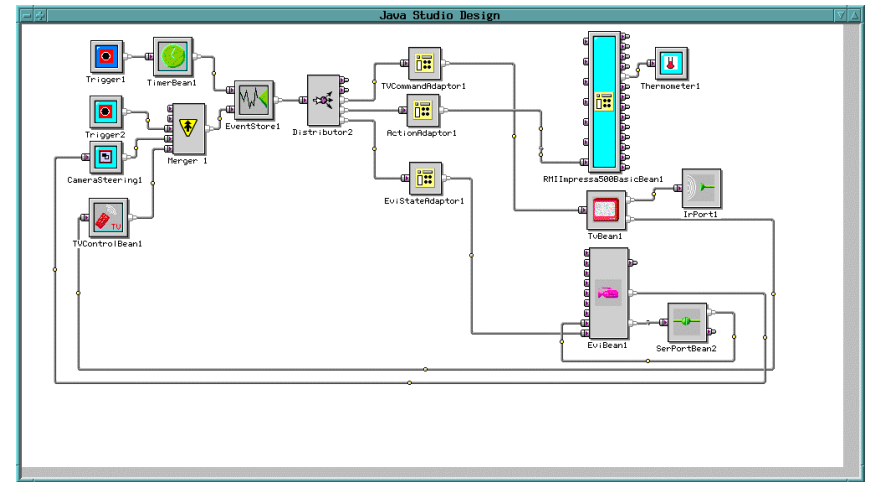 Java Studio Design
Trigger1
TimerBean1
TVCommandAdaptor1
Thermometer1
Trigger2
EventStore1
Distributor2
ActionAdaptor1
Merger 1
CameraSteering1
RMIImpressa500BasicBean1
EviStateAdaptor1
IrPort1
TV
TVControlBean1
TvBean1
EviBean1
SerPortBean2